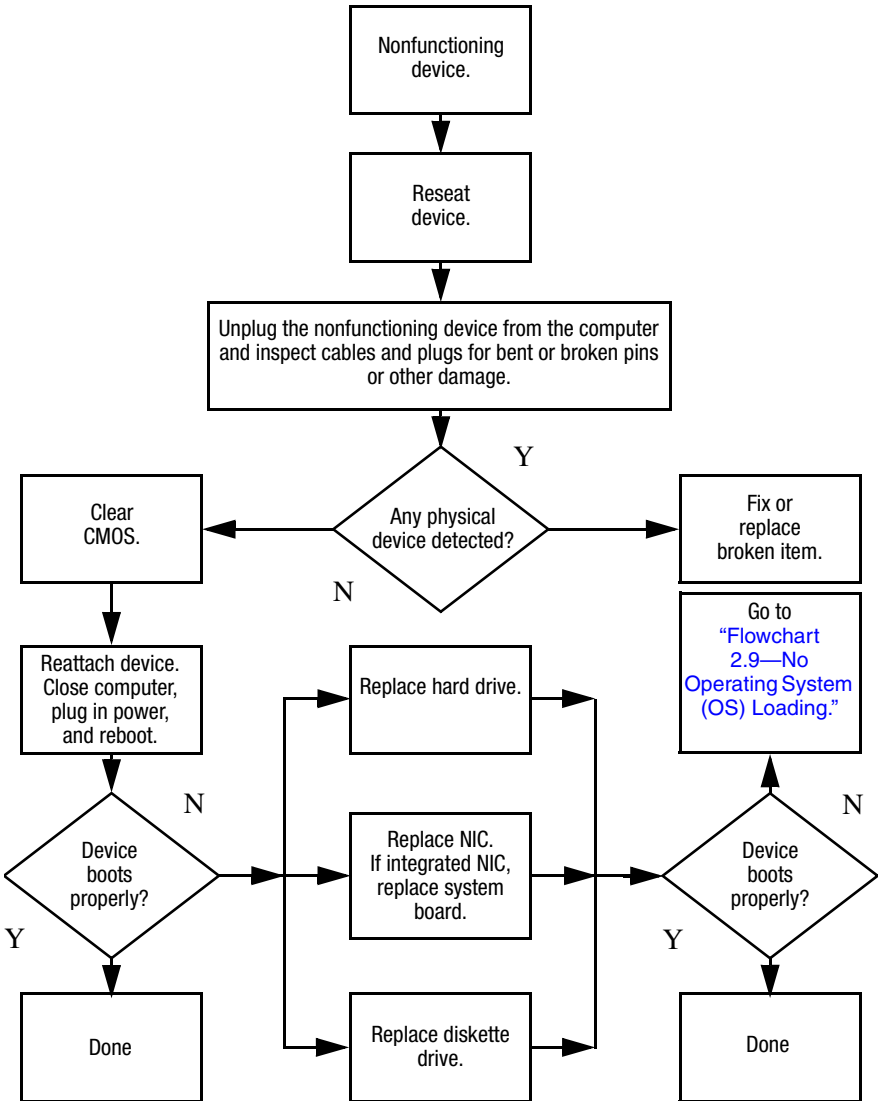 Nonfunctioning
device.
Reseat
device.
Unplug the nonfunctioning device from the computer
and inspect cables and plugs for bent or broken pins
or other damage.
Y
Clear
CMOS.
Any physical
device detected?
Fix or
replace
broken item.
N
Go to
“Flowchart
2.9—No
Operating System
(OS) Loading.”
Reattach device.
Close computer,
plug in power,
and reboot.
Replace hard drive.
N
N
Device
boots
properly?
Replace NIC.
If integrated NIC,
replace system
board.
Device
boots
properly?
Y
Y
Done
Replace diskette
drive.
Done